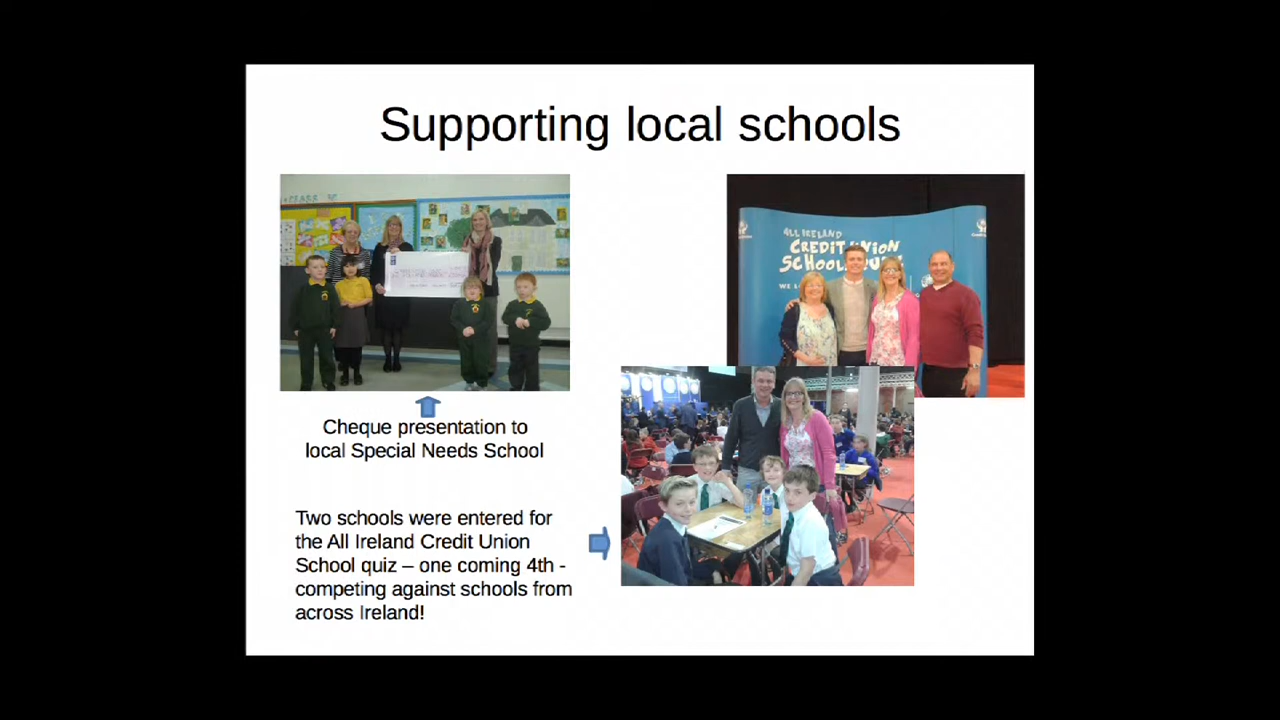 Supporting local schools
ALL IRELAND
CREDIT UNION
SCHOOLS QUIZ
Cheque presentation to
local Special Needs School
Two schools were entered for
the All Ireland Credit Union
School quiz – one coming 4th -
competing against schools from
across Ireland!